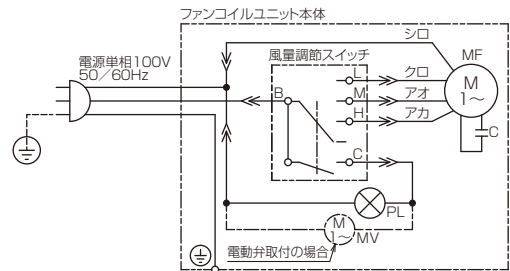 ファンコイルユニット本体
シロ
電源単相100V
50／60Hz
風量調節スイッチ
MF
L
クロ
M
1～
B
M
アオ
H
アカ
C
C
PL
M
1～
MV
電動弁取付の場合